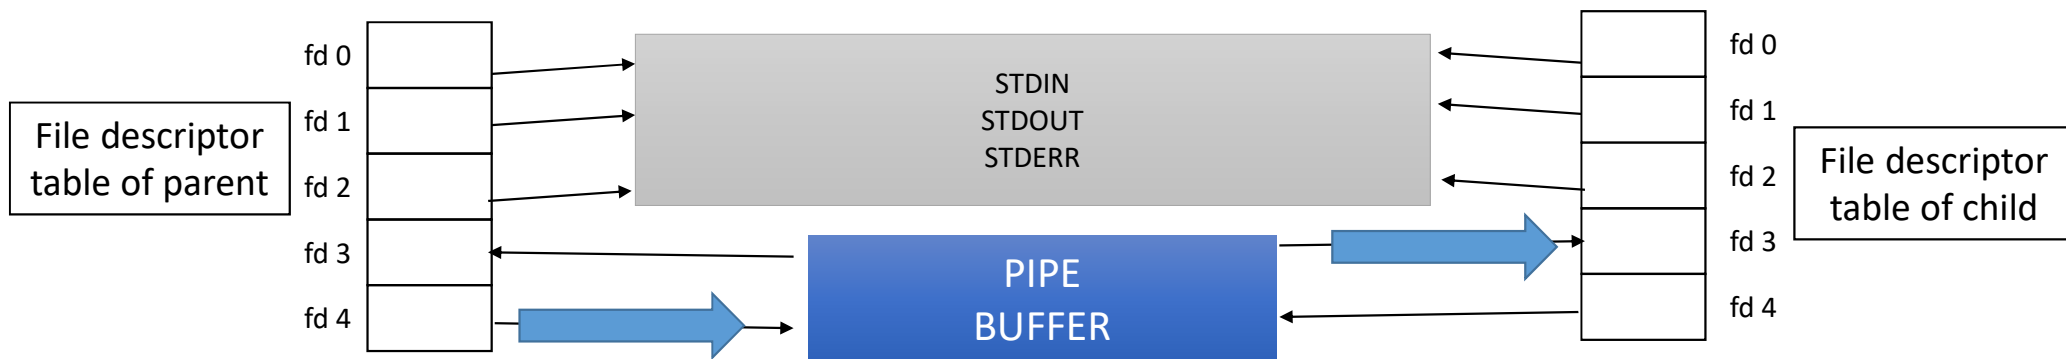 File descriptor
table of parent
fd 0
fd 1
fd 2
fd 3
fd 4
STDIN
STDOUT
STDERR
PIPE
BUFFER
fd 0
fd 1
fd 2
fd 3
fd 4
File descriptor
table of child